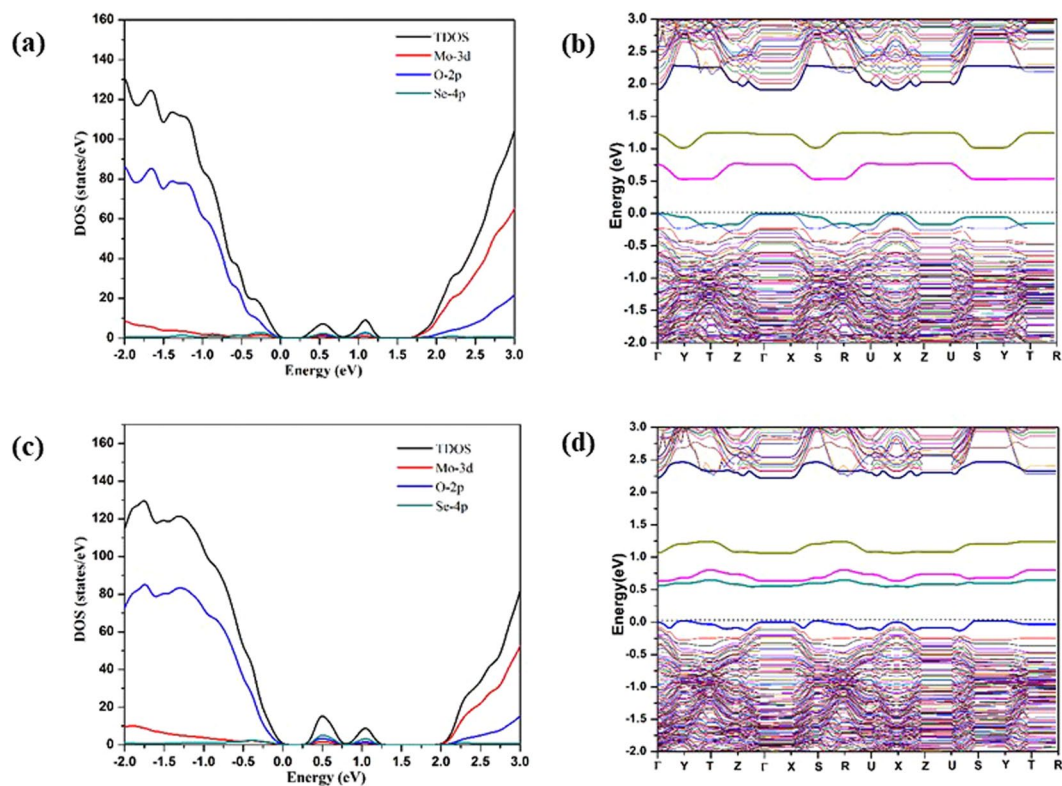 (a)
160
140
120
100
80
60
40
20
0
DOS (states/eV)
TDOS
Mo-3d
O-2p
Se-4p
-2.0 -1.5 -1.0 -0.5 0.0 0.5 1.0 1.5 2.0 2.5 3.0
Energy (eV)
(b)
3.0
2.5
2.0
1.5
1.0
0.5
0.0
-0.5
-1.0
-1.5
-2.0
Energy (eV)
Γ Y T Z Γ X S R U X Z U S Y T R
(c)
160
140
120
100
80
60
40
20
0
DOS (states/eV)
TDOS
Mo-3d
O-2p
Se-4p
-2.0 -1.5 -1.0 -0.5 0.0 0.5 1.0 1.5 2.0 2.5 3.0
Energy (eV)
(d)
3.0
2.5
2.0
1.5
1.0
0.5
0.0
-0.5
-1.0
-1.5
-2.0
Energy(eV)
Γ Y T Z Γ X S R U X Z U S Y T R